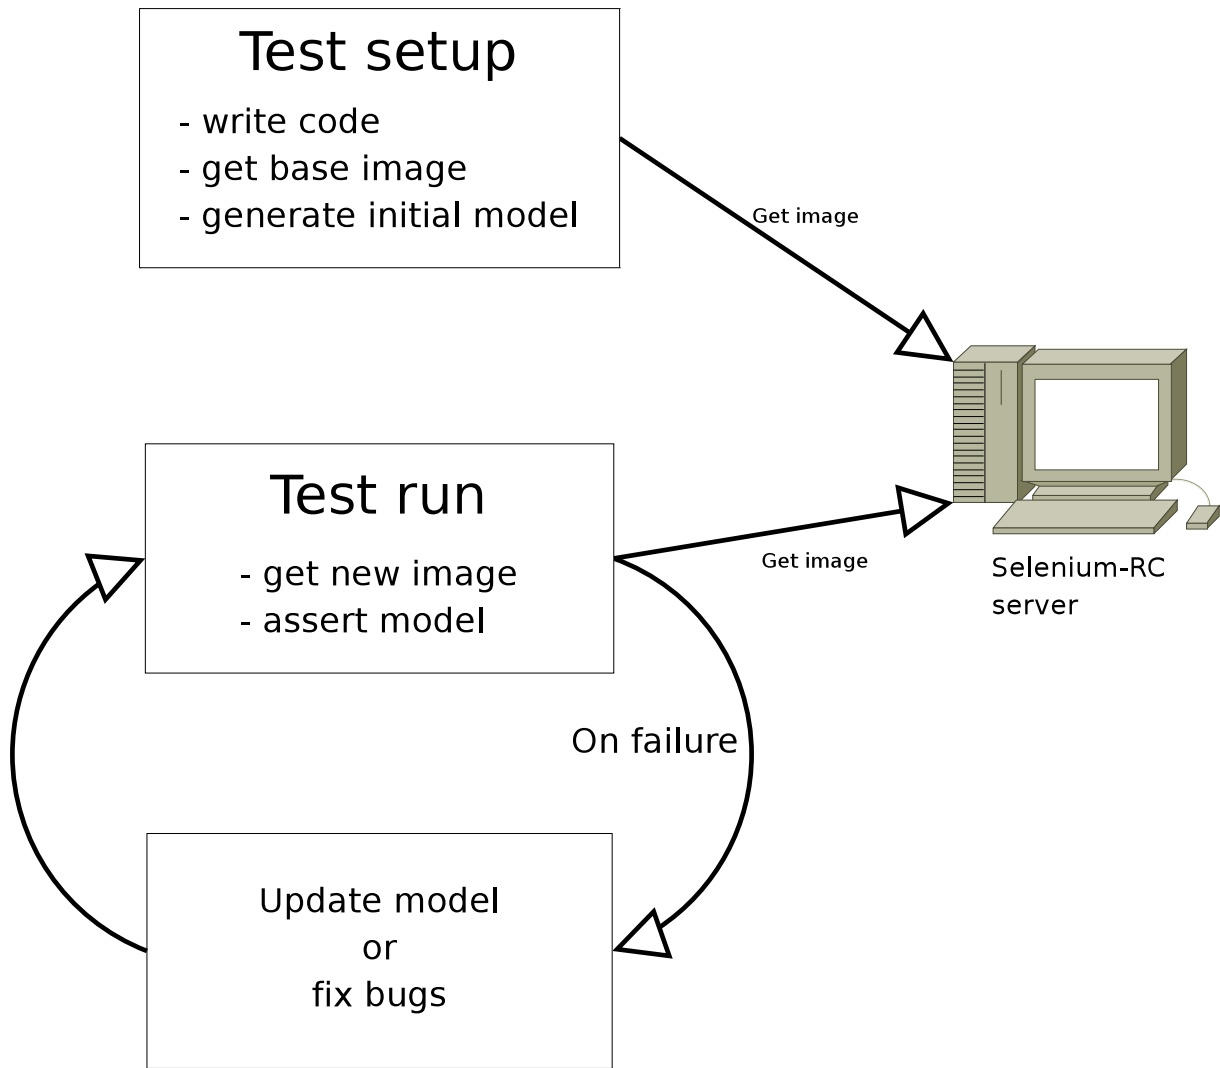 Test setup
- write code
- get base image
- generate initial model
Get image
Test run
- get new image
- assert model
Get image
Selenium-RC
server
On failure
Update model
or
fix bugs